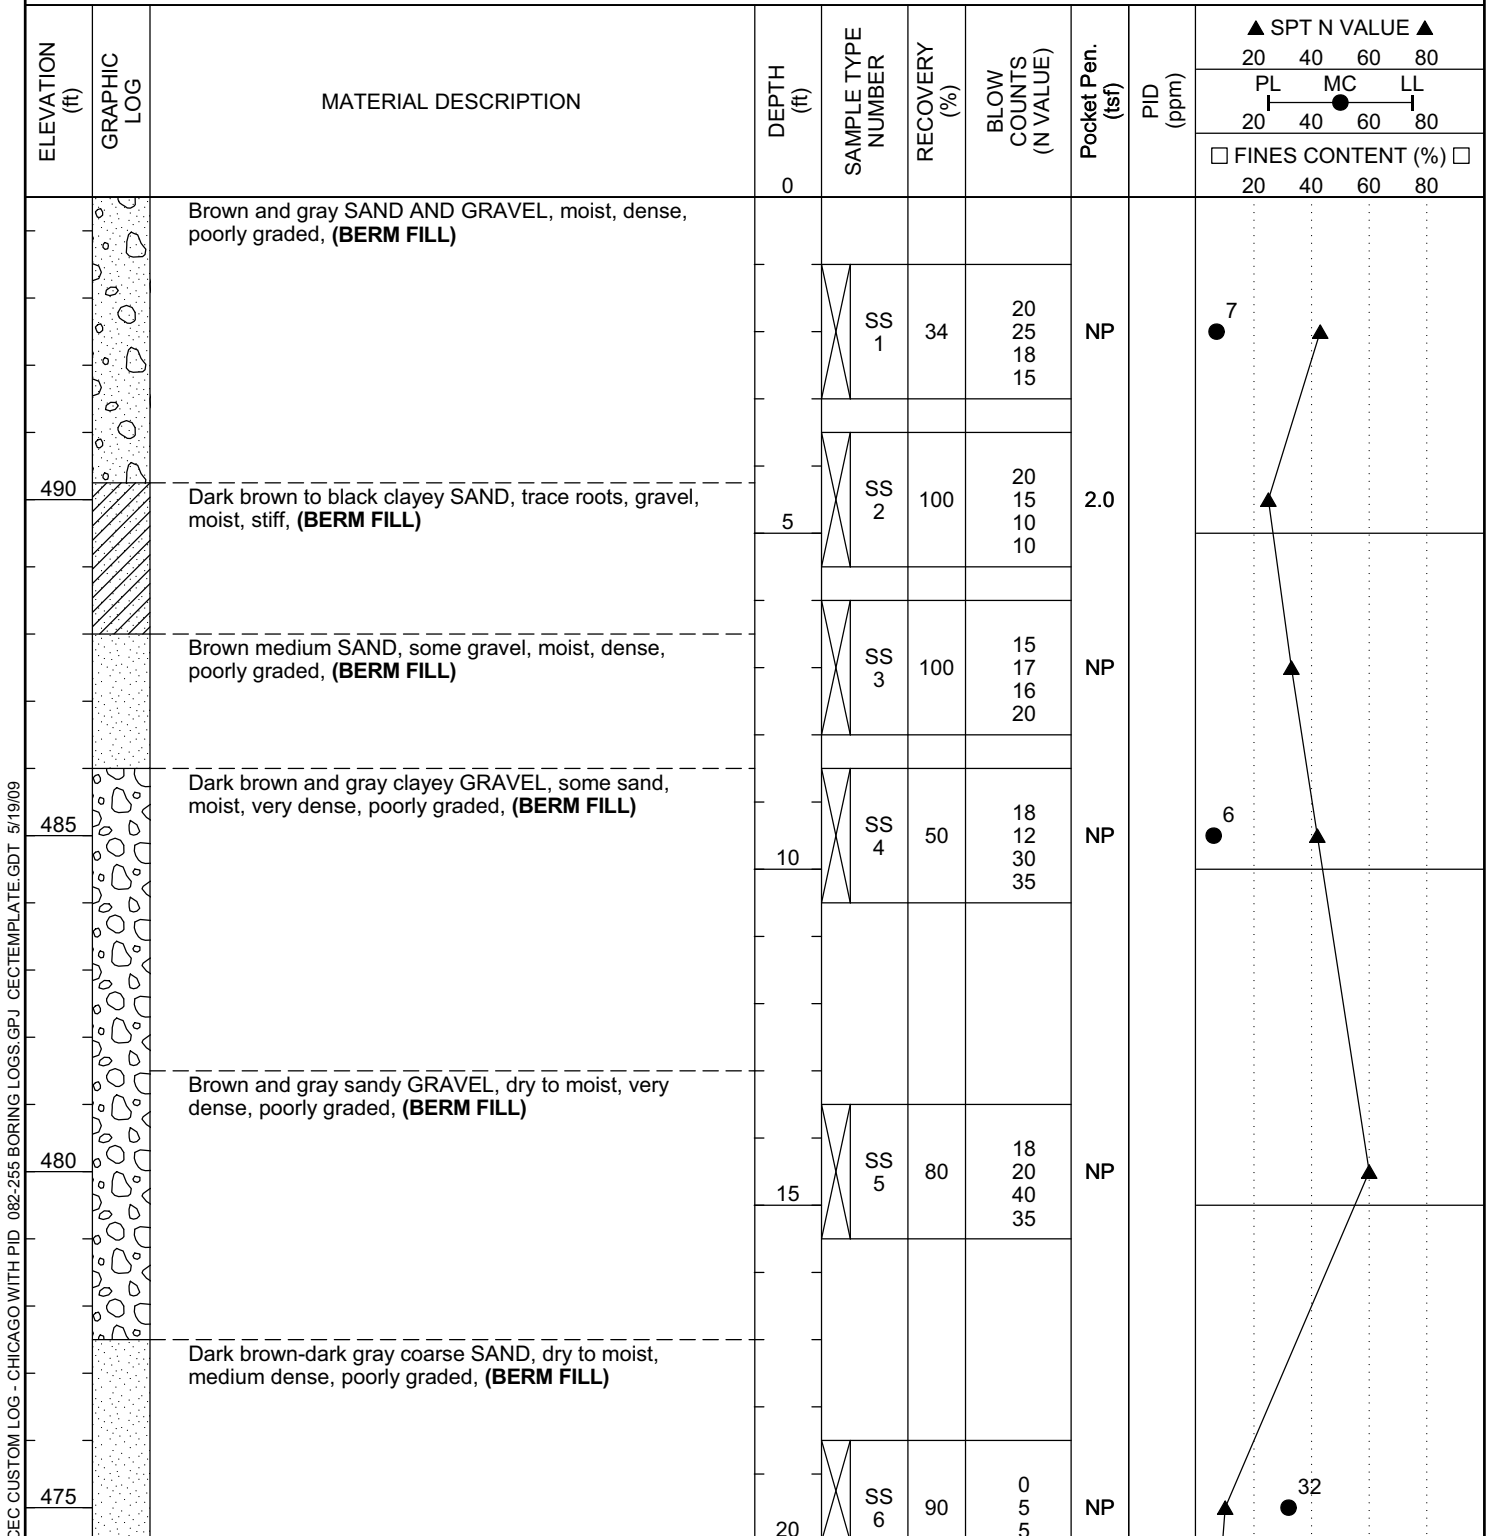 ELEVATION
(ft)
GRAPHIC
LOG
MATERIAL DESCRIPTION
DEPTH
(ft)
0
SAMPLE TYPE
NUMBER
RECOVERY
(%)
BLOW
COUNTS
(N VALUE)
Pocket Pen.
(tsf)
PID
(ppm)
▲ SPT N VALUE ▲
20 40 60 80
PL MC LL
20 40 60 80
□ FINES CONTENT (%) □
20 40 60 80
Brown and gray SAND AND GRAVEL, moist, dense,
poorly graded, (BERM FILL)
SS
1
34
20
25
18
15
NP
7
490
Dark brown to black clayey SAND, trace roots, gravel,
moist, stiff, (BERM FILL)
5
SS
2
100
20
15
10
10
2.0
Brown medium SAND, some gravel, moist, dense,
poorly graded, (BERM FILL)
SS
3
100
15
17
16
20
NP
Dark brown and gray clayey GRAVEL, some sand,
moist, very dense, poorly graded, (BERM FILL)
485
10
SS
4
50
18
12
30
35
NP
6
Brown and gray sandy GRAVEL, dry to moist, very
dense, poorly graded, (BERM FILL)
480
15
SS
5
80
18
20
40
35
NP
Dark brown-dark gray coarse SAND, dry to moist,
medium dense, poorly graded, (BERM FILL)
475
20
SS
6
90
0
5
5
NP
32
CEC CUSTOM LOG - CHICAGO WITH PID 082-255 BORING LOGS.GPJ CECTEMPLATE.GDT 5/19/09